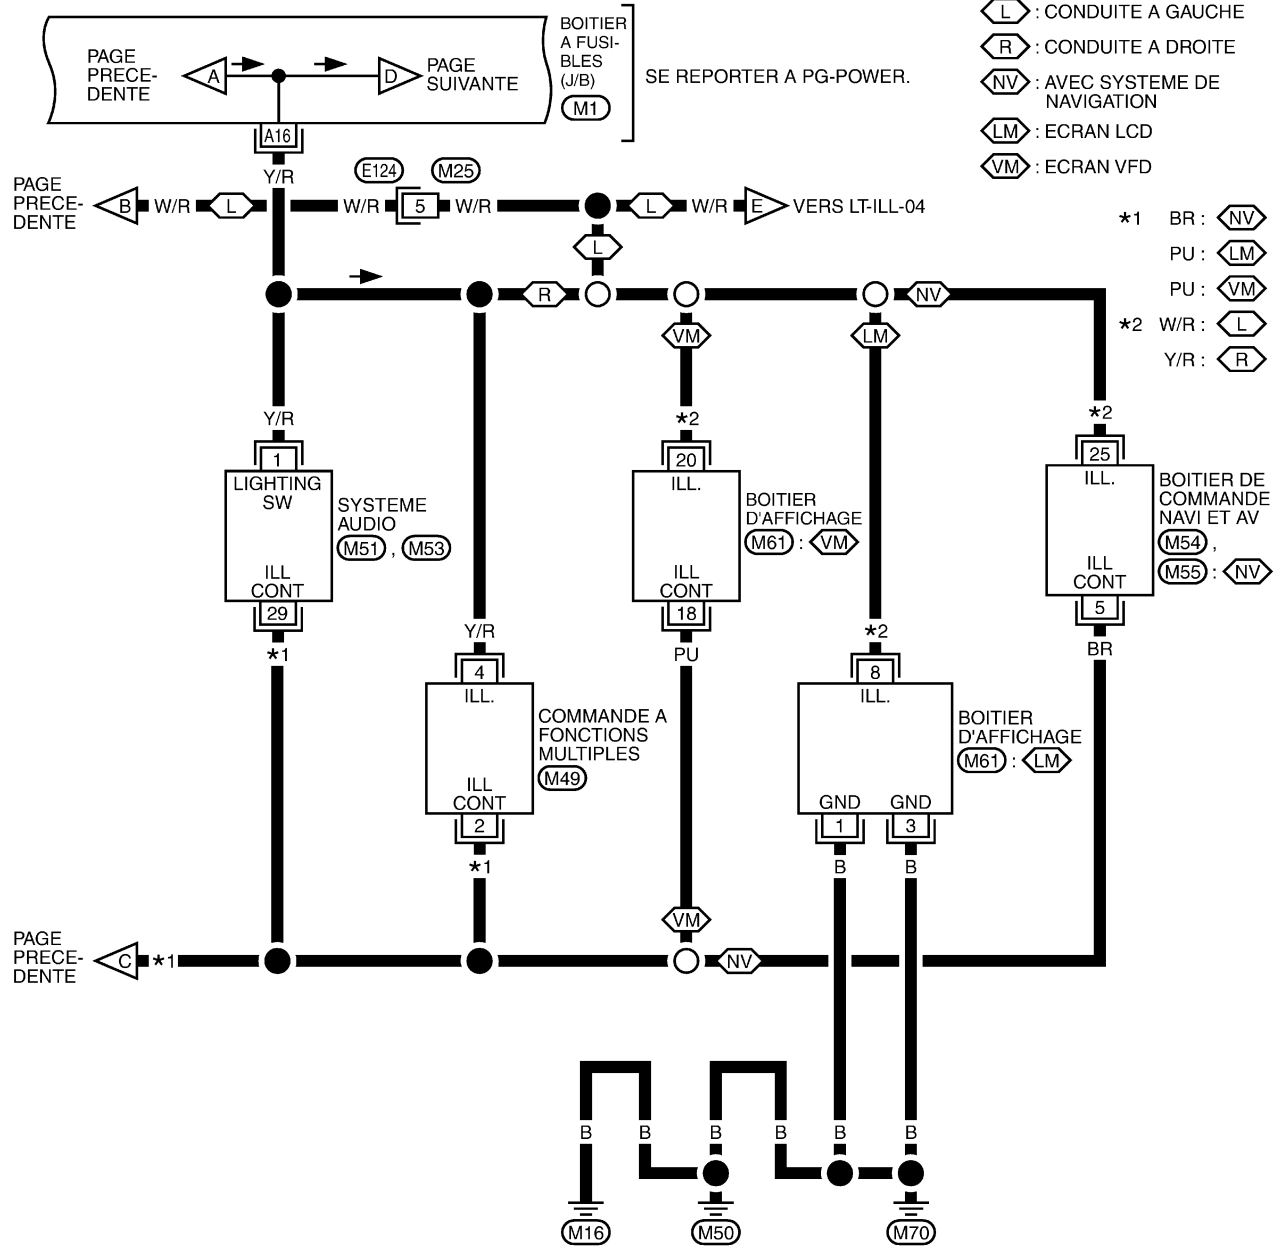 PAGE
PRECE-
DENTE
A
D
PAGE
SUIVANTE
BOITIER
A FUSI-
BLES
(J/B)
M1
SE REPORTER A PG-POWER.
L : CONDUITE A GAUCHE
R : CONDUITE A DROITE
NV : AVEC SYSTEME DE
NAVIGATION
LM : ECRAN LCD
VM : ECRAN VFD
A16
Y/R
PAGE
PRECE-
DENTE
B
W/R
L
W/R
E124
5
M25
W/R
L
W/R
E
VERS LT-ILL-04
L
*1 BR : NV
PU : LM
PU : VM
*2 W/R : L
Y/R : R
R
NV
VM
LM
Y/R
*2
*2
1
LIGHTING
SW
ILL
CONT
29
*1
SYSTEME
AUDIO
M51 , M53
20
ILL.
ILL
CONT
18
PU
BOITIER
D'AFFICHAGE
M61 : VM
25
ILL.
ILL
CONT
5
BR
BOITIER DE
COMMANDE
NAVI ET AV
M54 ,
M55 : NV
Y/R
4
ILL.
ILL
CONT
2
*1
COMMANDE A
FONCTIONS
MULTIPLES
M49
*2
8
ILL.
GND GND
1 3
B B
BOITIER
D'AFFICHAGE
M61 : LM
VM
PAGE
PRECE-
DENTE
C
*1
NV
B B B B B
M16 M50 M70